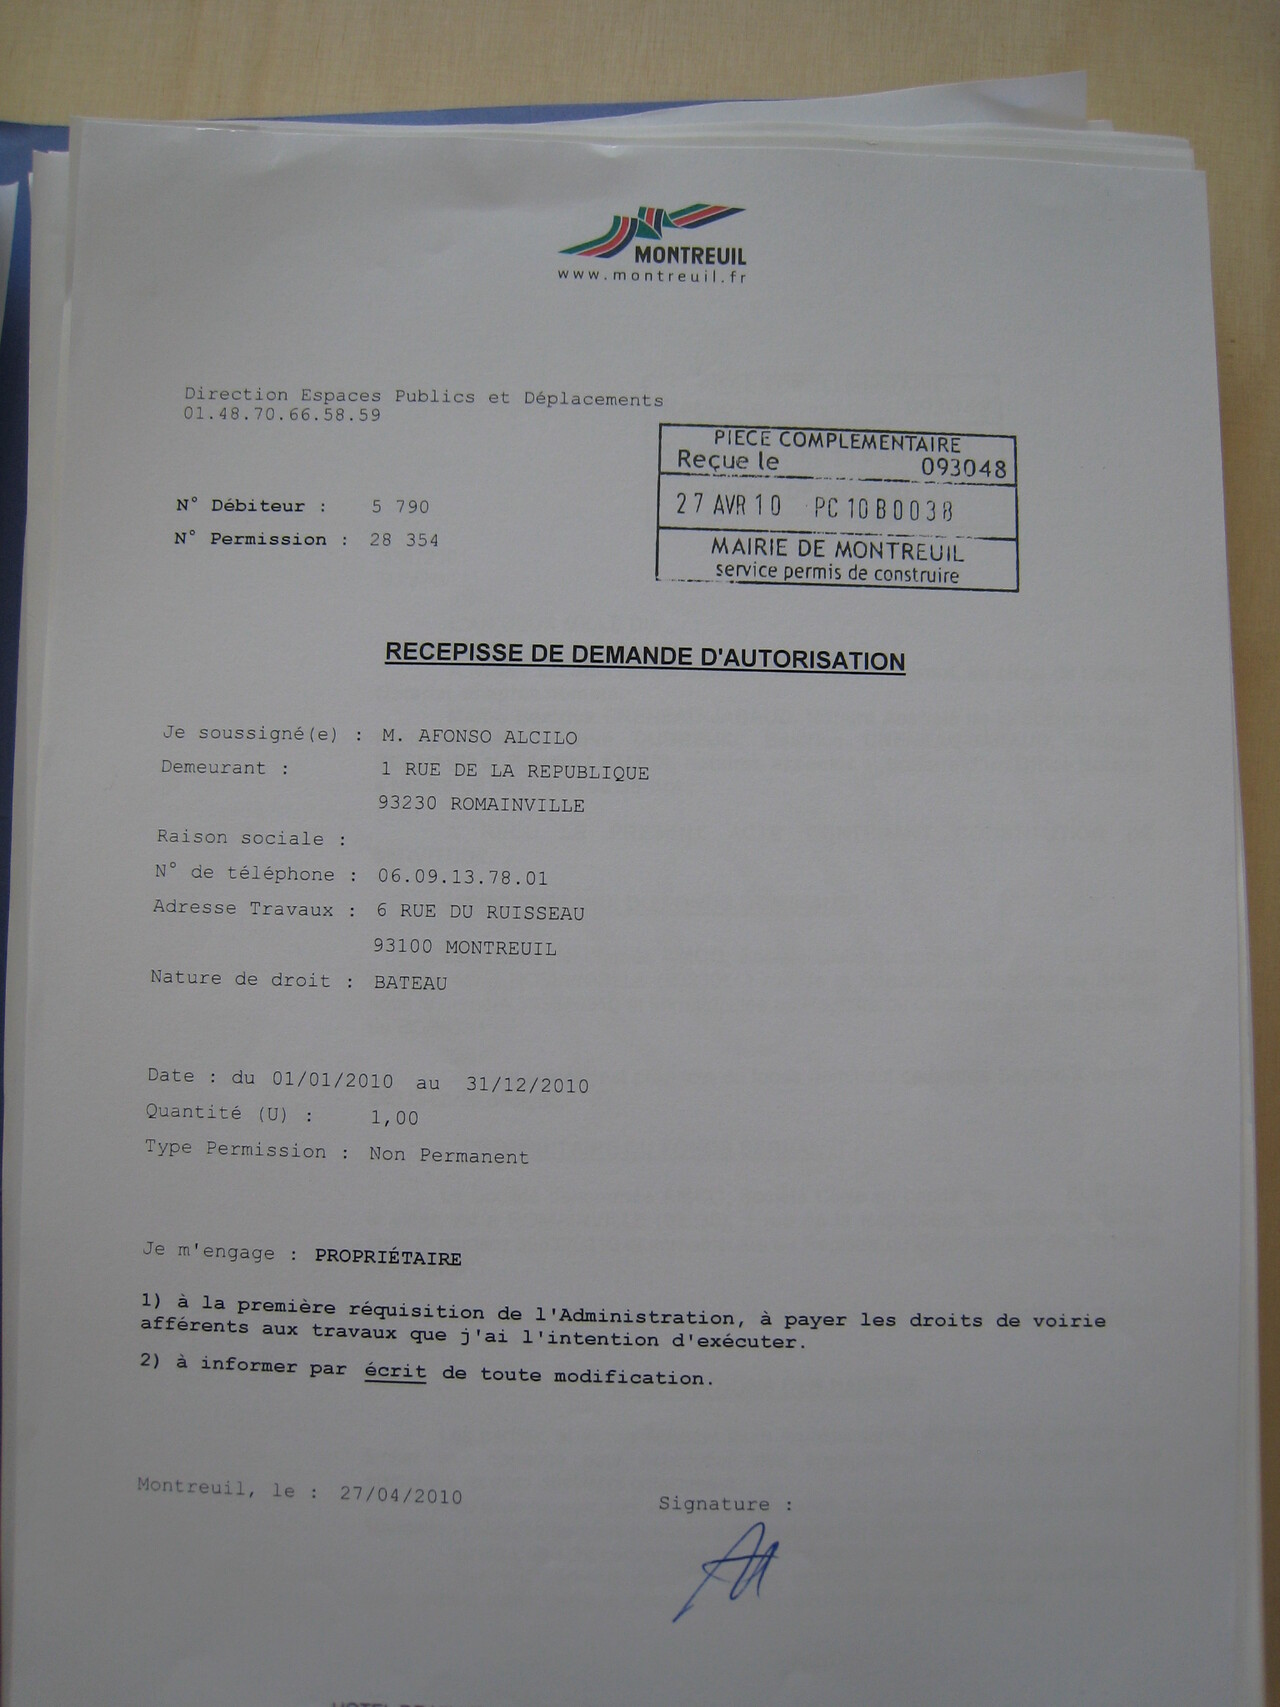 MONTREUIL
www.montreuil.fr
Direction Espaces Publics et Déplacements
01.48.70.66.58.59
PIECE COMPLEMENTAIRE
Reçue le 093048
27 AVR 10 PC 10B0038
MAIRIE DE MONTREUIL
service permis de construire
N° Débiteur : 5 790
N° Permission : 28 354
RECEPISSE DE DEMANDE D'AUTORISATION
Je soussigné(e) : M. AFONSO ALCILO
Demeurant : 1 RUE DE LA REPUBLIQUE
93230 ROMAINVILLE
Raison sociale :
N° de téléphone : 06.09.13.78.01
Adresse Travaux : 6 RUE DU RUISSEAU
93100 MONTREUIL
Nature de droit : BATEAU
Date : du 01/01/2010 au 31/12/2010
Quantité (U) : 1,00
Type Permission : Non Permanent
Je m'engage : PROPRIÉTAIRE
1) à la première réquisition de l'Administration, à payer les droits de voirie
afférents aux travaux que j'ai l'intention d'exécuter.
2) à informer par écrit de toute modification.
Montreuil, le : 27/04/2010
Signature :